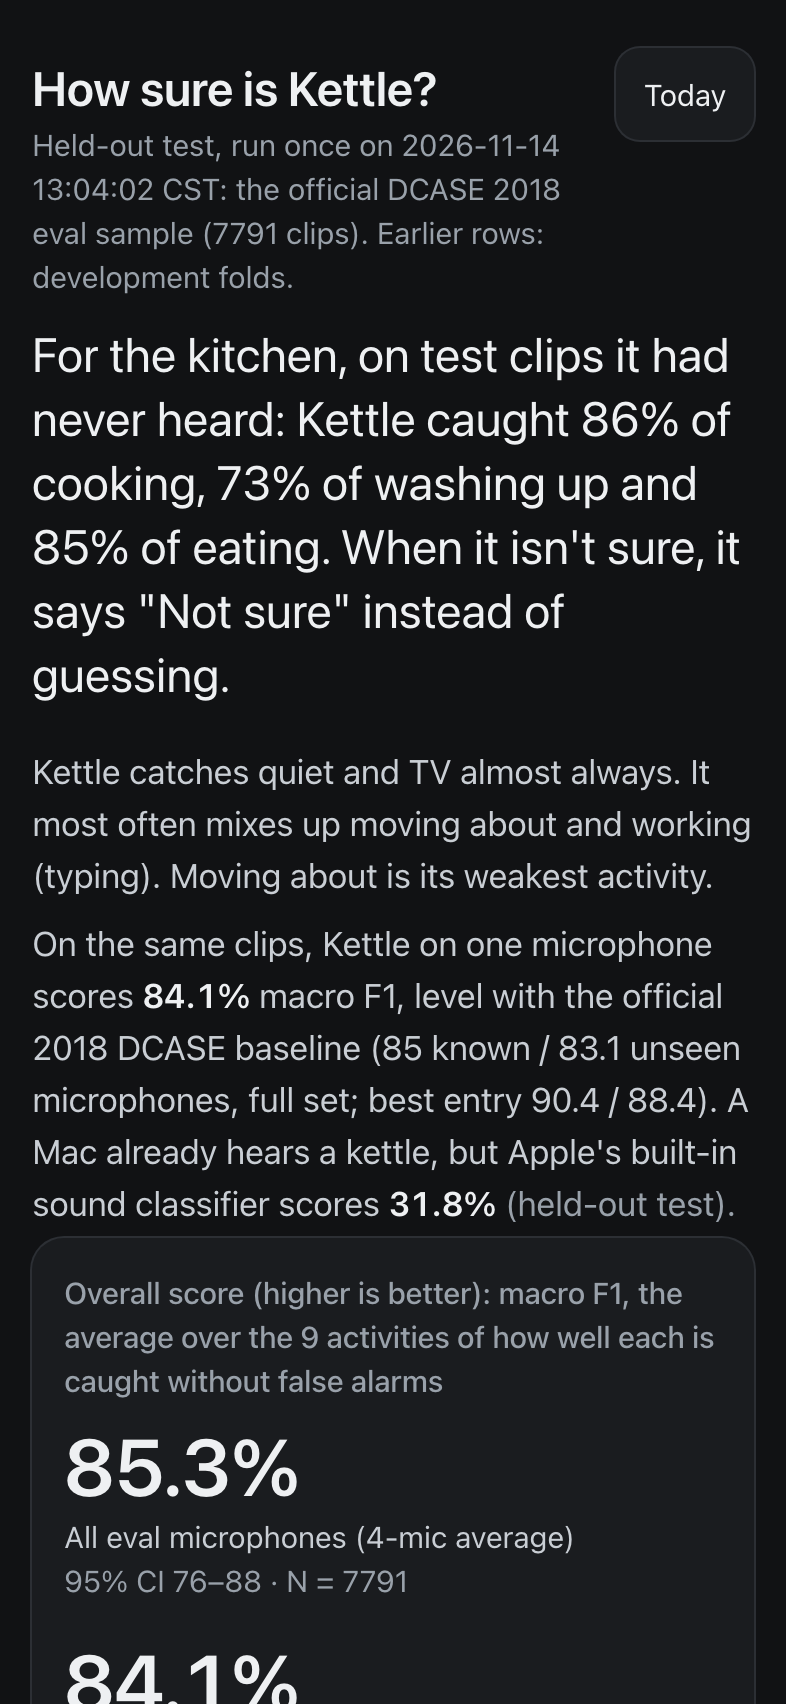 How sure is Kettle?
Today
Held-out test, run once on 2026-11-14
13:04:02 CST: the official DCASE 2018
eval sample (7791 clips). Earlier rows:
development folds.
For the kitchen, on test clips it had
never heard: Kettle caught 86% of
cooking, 73% of washing up and
85% of eating. When it isn't sure, it
says "Not sure" instead of
guessing.
Kettle catches quiet and TV almost always. It
most often mixes up moving about and working
(typing). Moving about is its weakest activity.
On the same clips, Kettle on one microphone
scores 84.1% macro F1, level with the official
2018 DCASE baseline (85 known / 83.1 unseen
microphones, full set; best entry 90.4 / 88.4). A
Mac already hears a kettle, but Apple's built-in
sound classifier scores 31.8% (held-out test).
Overall score (higher is better): macro F1, the
average over the 9 activities of how well each is
caught without false alarms
85.3%
All eval microphones (4-mic average)
95% CI 76–88 · N = 7791
84.1%